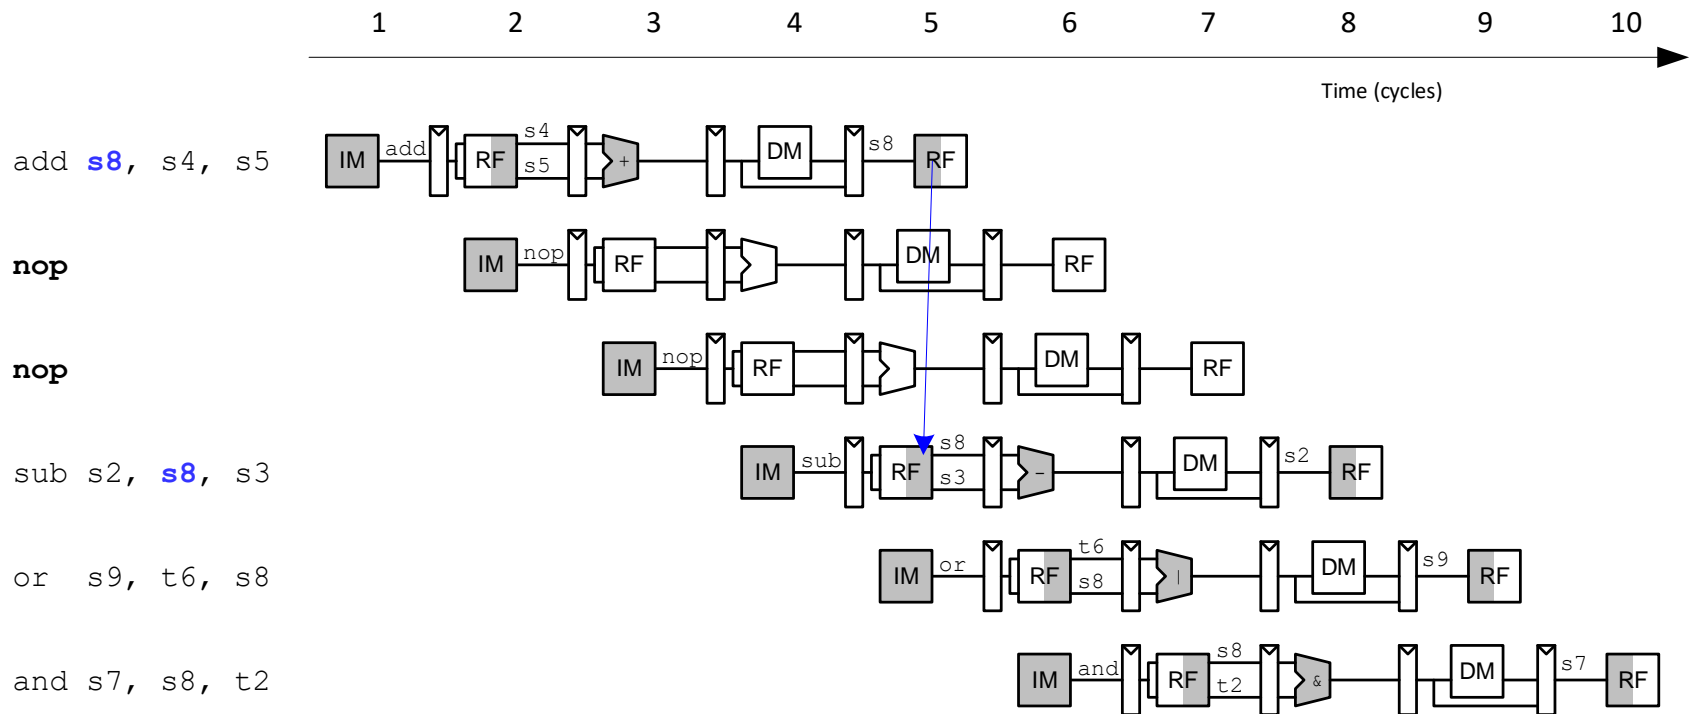 1 2 3 4 5 6 7 8 9 10
Time (cycles)
add s8, s4, s5 IM add RF s4 s5 + DM s8 RF
nop IM nop RF DM RF
nop IM nop RF DM RF
sub s2, s8, s3 IM sub RF s8 s3 - DM s2 RF
or s9, t6, s8 IM or RF t6 s8 | DM s9 RF
and s7, s8, t2 IM and RF s8 t2 & DM s7 RF